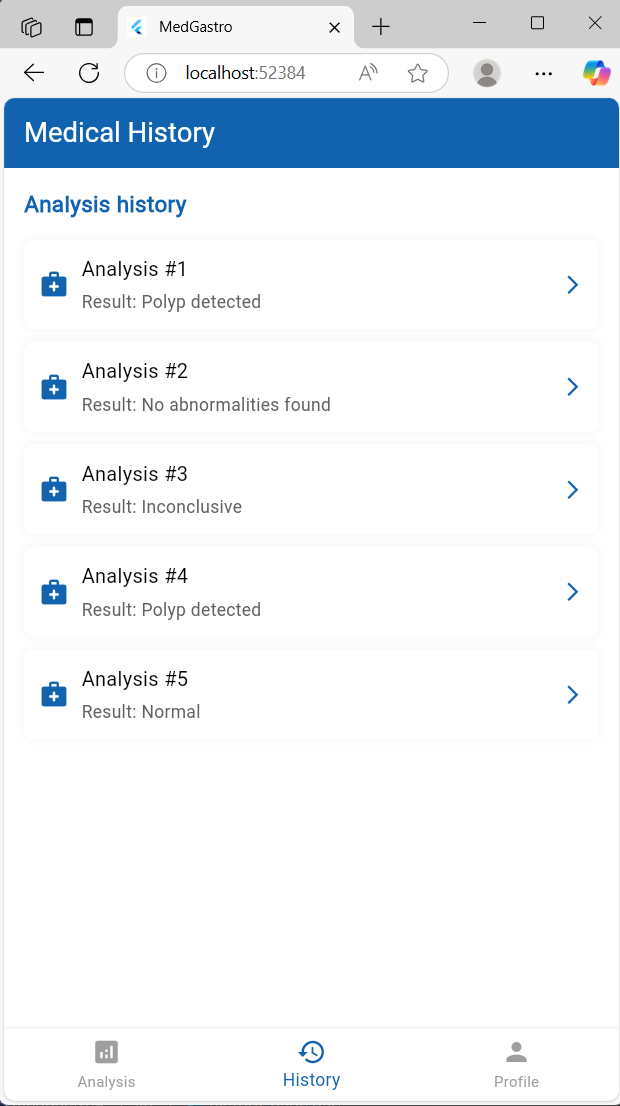 MedGastro
localhost:52384
Medical History
Analysis history
Analysis #1
Result: Polyp detected
Analysis #2
Result: No abnormalities found
Analysis #3
Result: Inconclusive
Analysis #4
Result: Polyp detected
Analysis #5
Result: Normal
Analysis
History
Profile